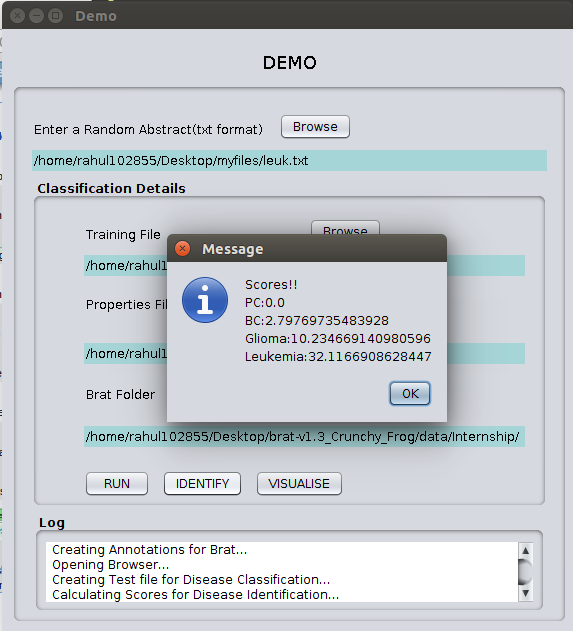 Demo
DEMO
Enter a Random Abstract(txt format) Browse
/home/rahul102855/Desktop/myfiles/leuk.txt
Classification Details
Training File Browse
/home/rahul1
Message
Scores!!
PC:0.0
BC:2.79769735483928
Glioma:10.234669140980596
Leukemia:32.1166908628447
OK
Properties Fil
/home/rahul1
Brat Folder
/home/rahul102855/Desktop/brat-v1.3_Crunchy_Frog/data/Internship/
RUN IDENTIFY VISUALISE
Log
Creating Annotations for Brat...
Opening Browser...
Creating Test file for Disease Classification...
Calculating Scores for Disease Identification...